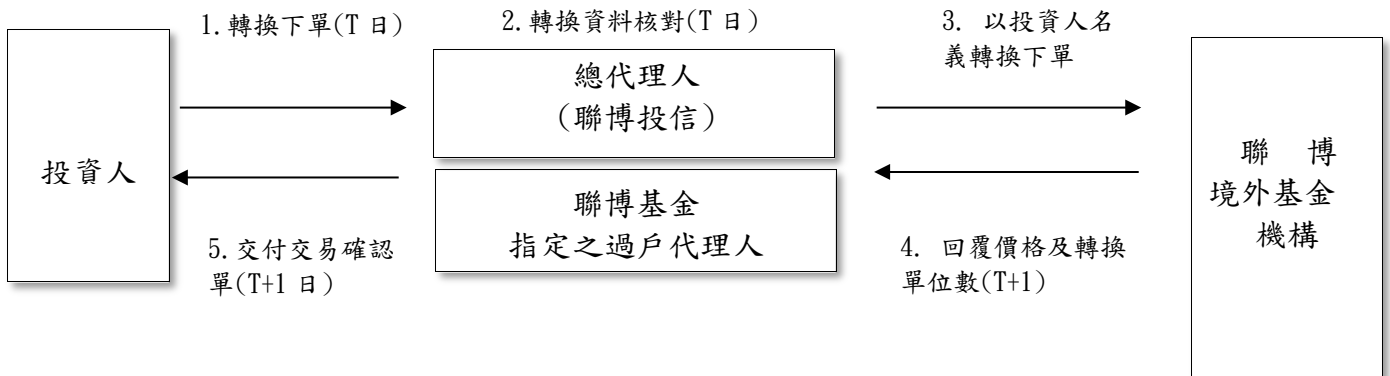 1.轉換下單(T 日)
2.轉換資料核對(T 日)
3. 以投資人名
義轉換下單
投資人
總代理人
(聯博投信)
聯博基金
指定之過戶代理人
聯 博
境外基金
機構
5.交付交易確認
單(T+1 日)
4. 回覆價格及轉換
單位數(T+1)